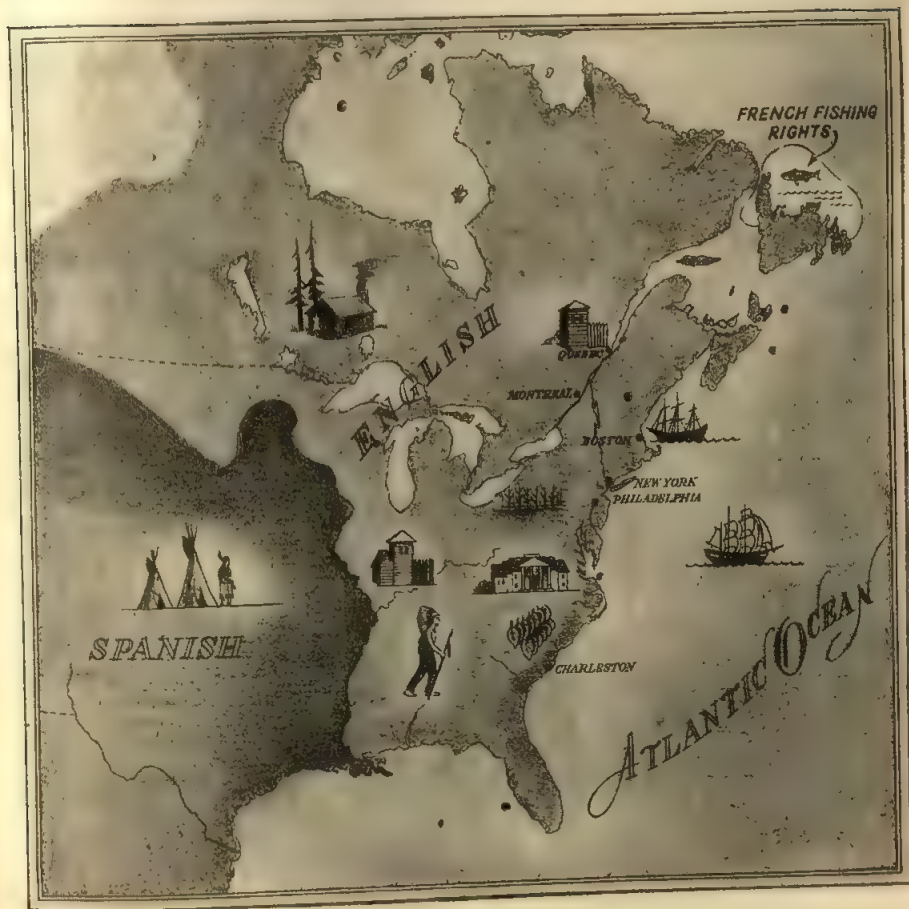 FRENCH FISHING
RIGHTS
ENGLISH
QUEBEC
MONTREAL
BOSTON
NEW YORK
PHILADELPHIA
SPANISH
CHARLESTON
ATLANTIC OCEAN